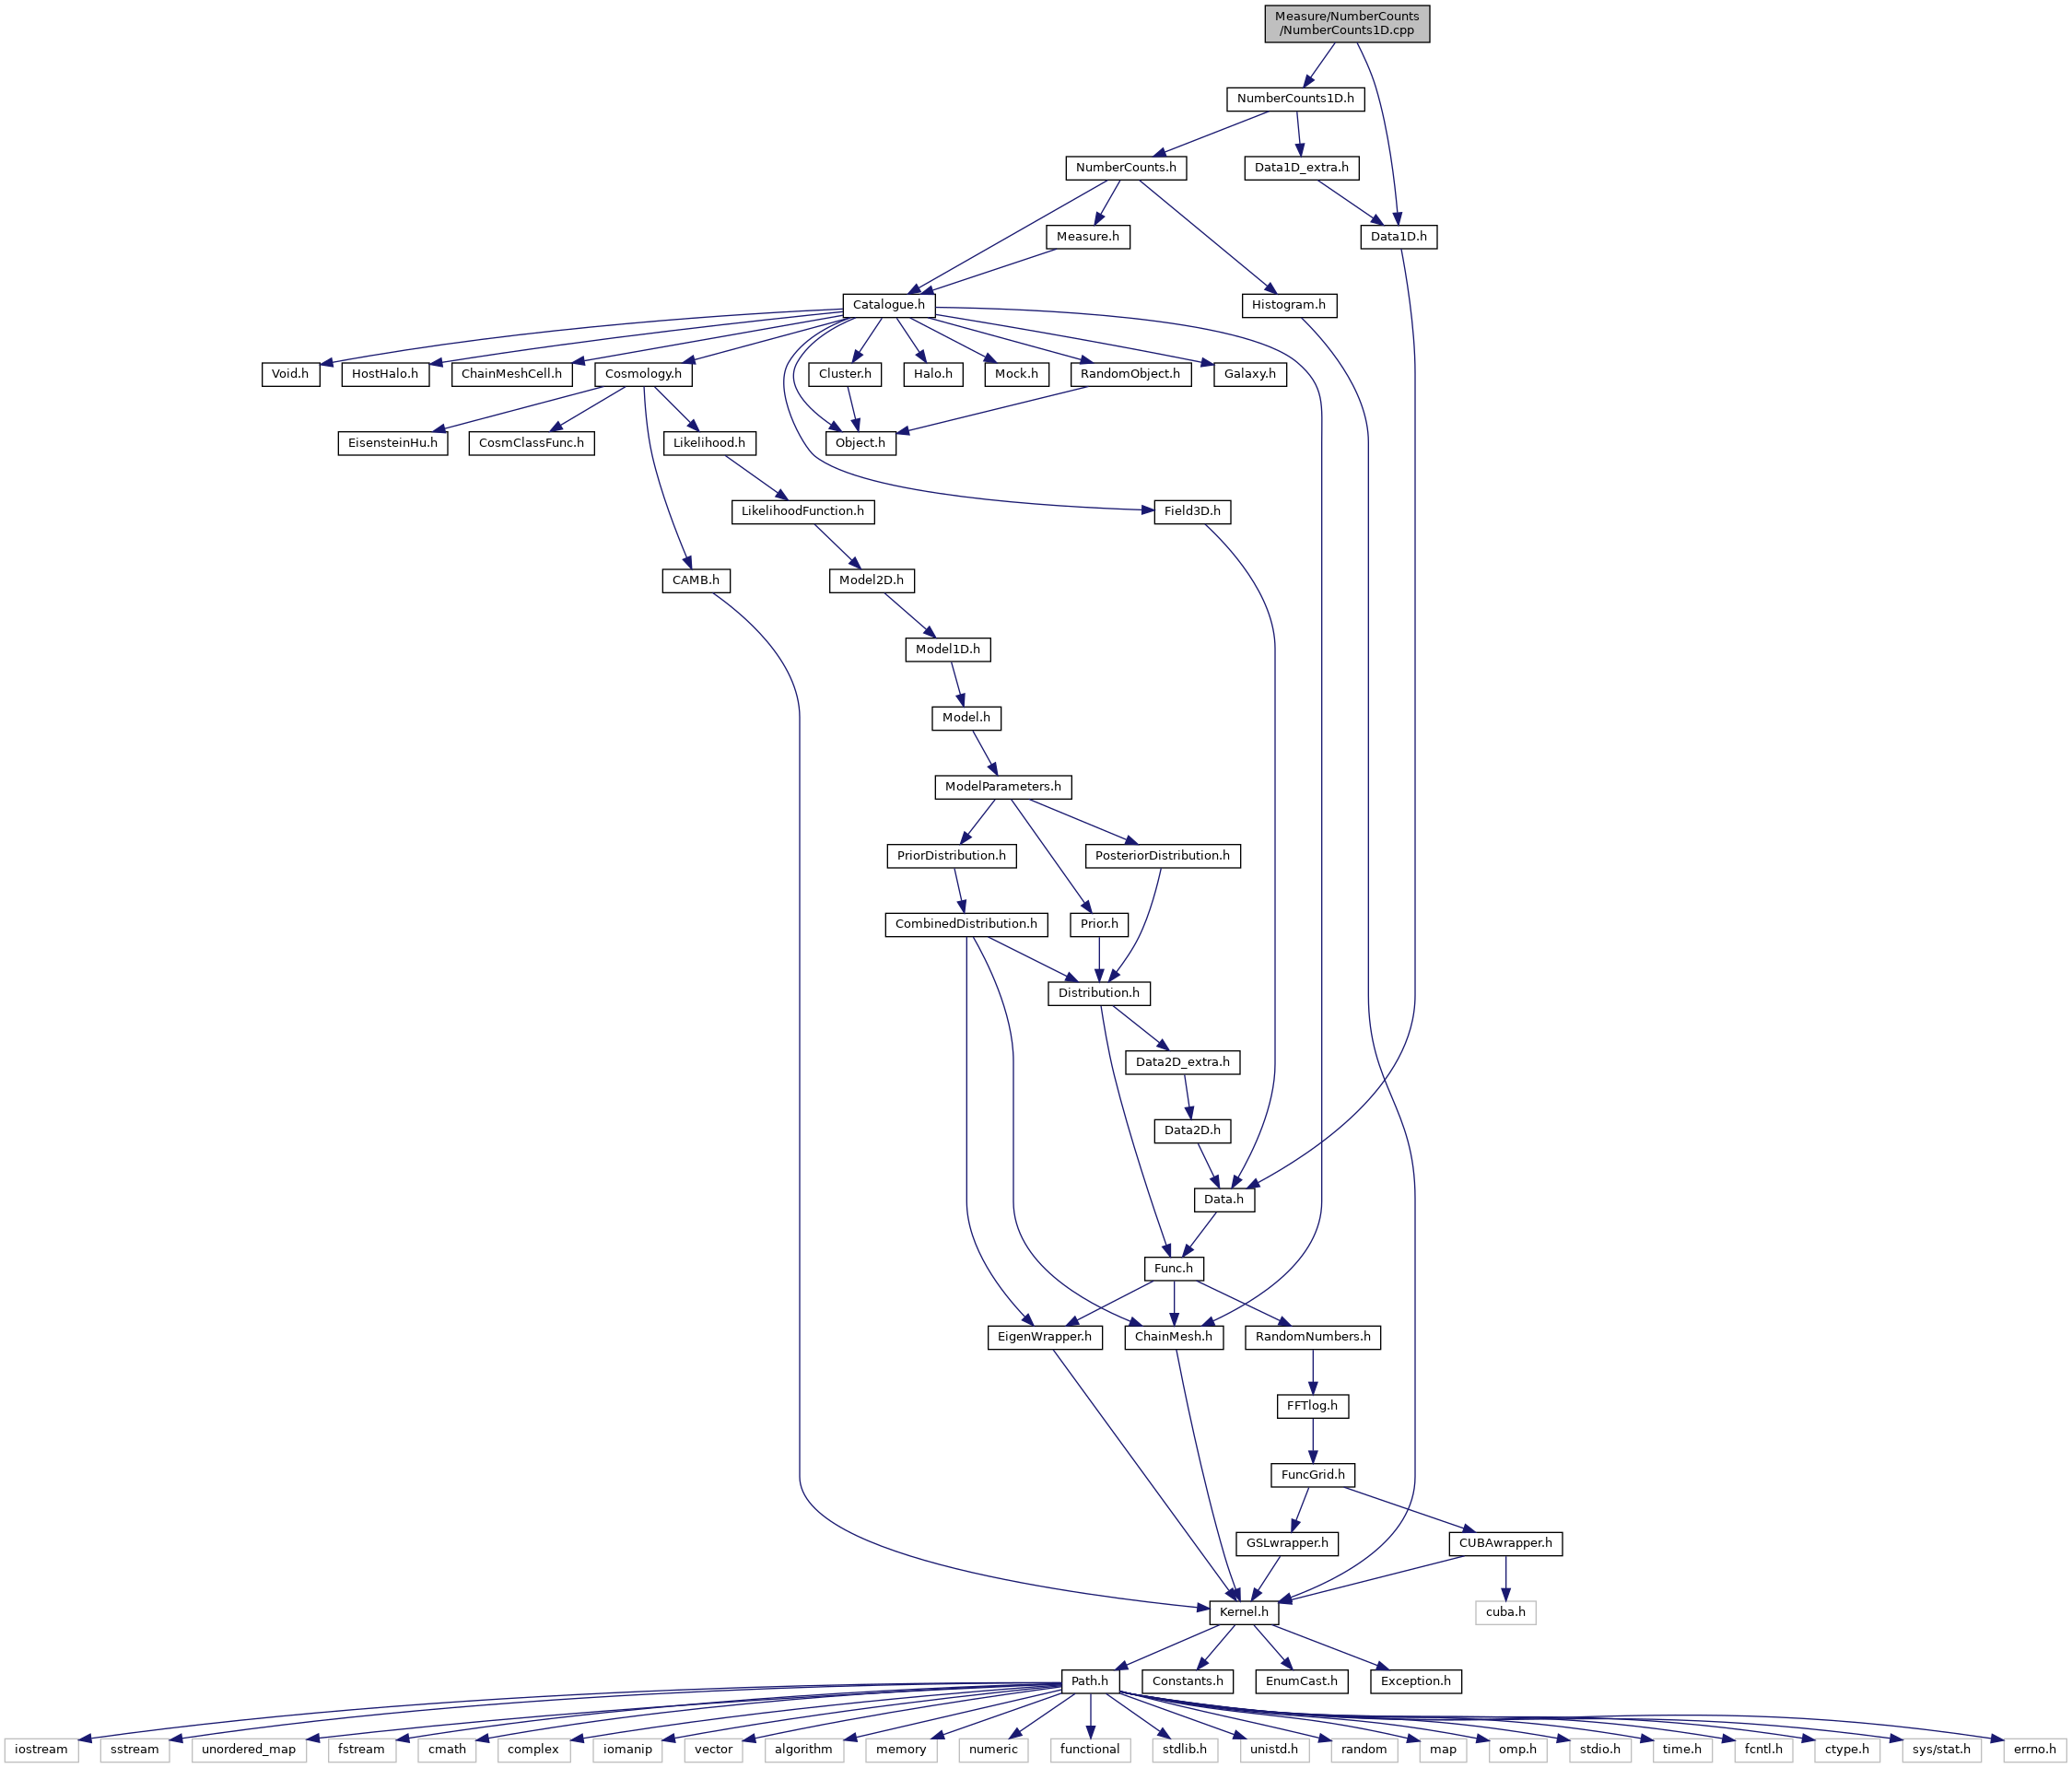 Measure/NumberCounts
/NumberCounts1D.cpp
NumberCounts1D.h
NumberCounts.h
Data1D_extra.h
Measure.h
Data1D.h
Catalogue.h
Histogram.h
Void.h
HostHalo.h
ChainMeshCell.h
Cosmology.h
Cluster.h
Halo.h
Mock.h
RandomObject.h
Galaxy.h
EisensteinHu.h
CosmClassFunc.h
Likelihood.h
Object.h
LikelihoodFunction.h
Field3D.h
CAMB.h
Model2D.h
Model1D.h
Model.h
ModelParameters.h
PriorDistribution.h
PosteriorDistribution.h
CombinedDistribution.h
Prior.h
Distribution.h
Data2D_extra.h
Data2D.h
Data.h
Func.h
EigenWrapper.h
ChainMesh.h
RandomNumbers.h
FFTlog.h
FuncGrid.h
GSLwrapper.h
CUBAwrapper.h
Kernel.h
cuba.h
Path.h
Constants.h
EnumCast.h
Exception.h
iostream
sstream
unordered_map
fstream
cmath
complex
iomanip
vector
algorithm
memory
numeric
functional
stdlib.h
unistd.h
random
map
omp.h
stdio.h
time.h
fcntl.h
ctype.h
sys/stat.h
errno.h